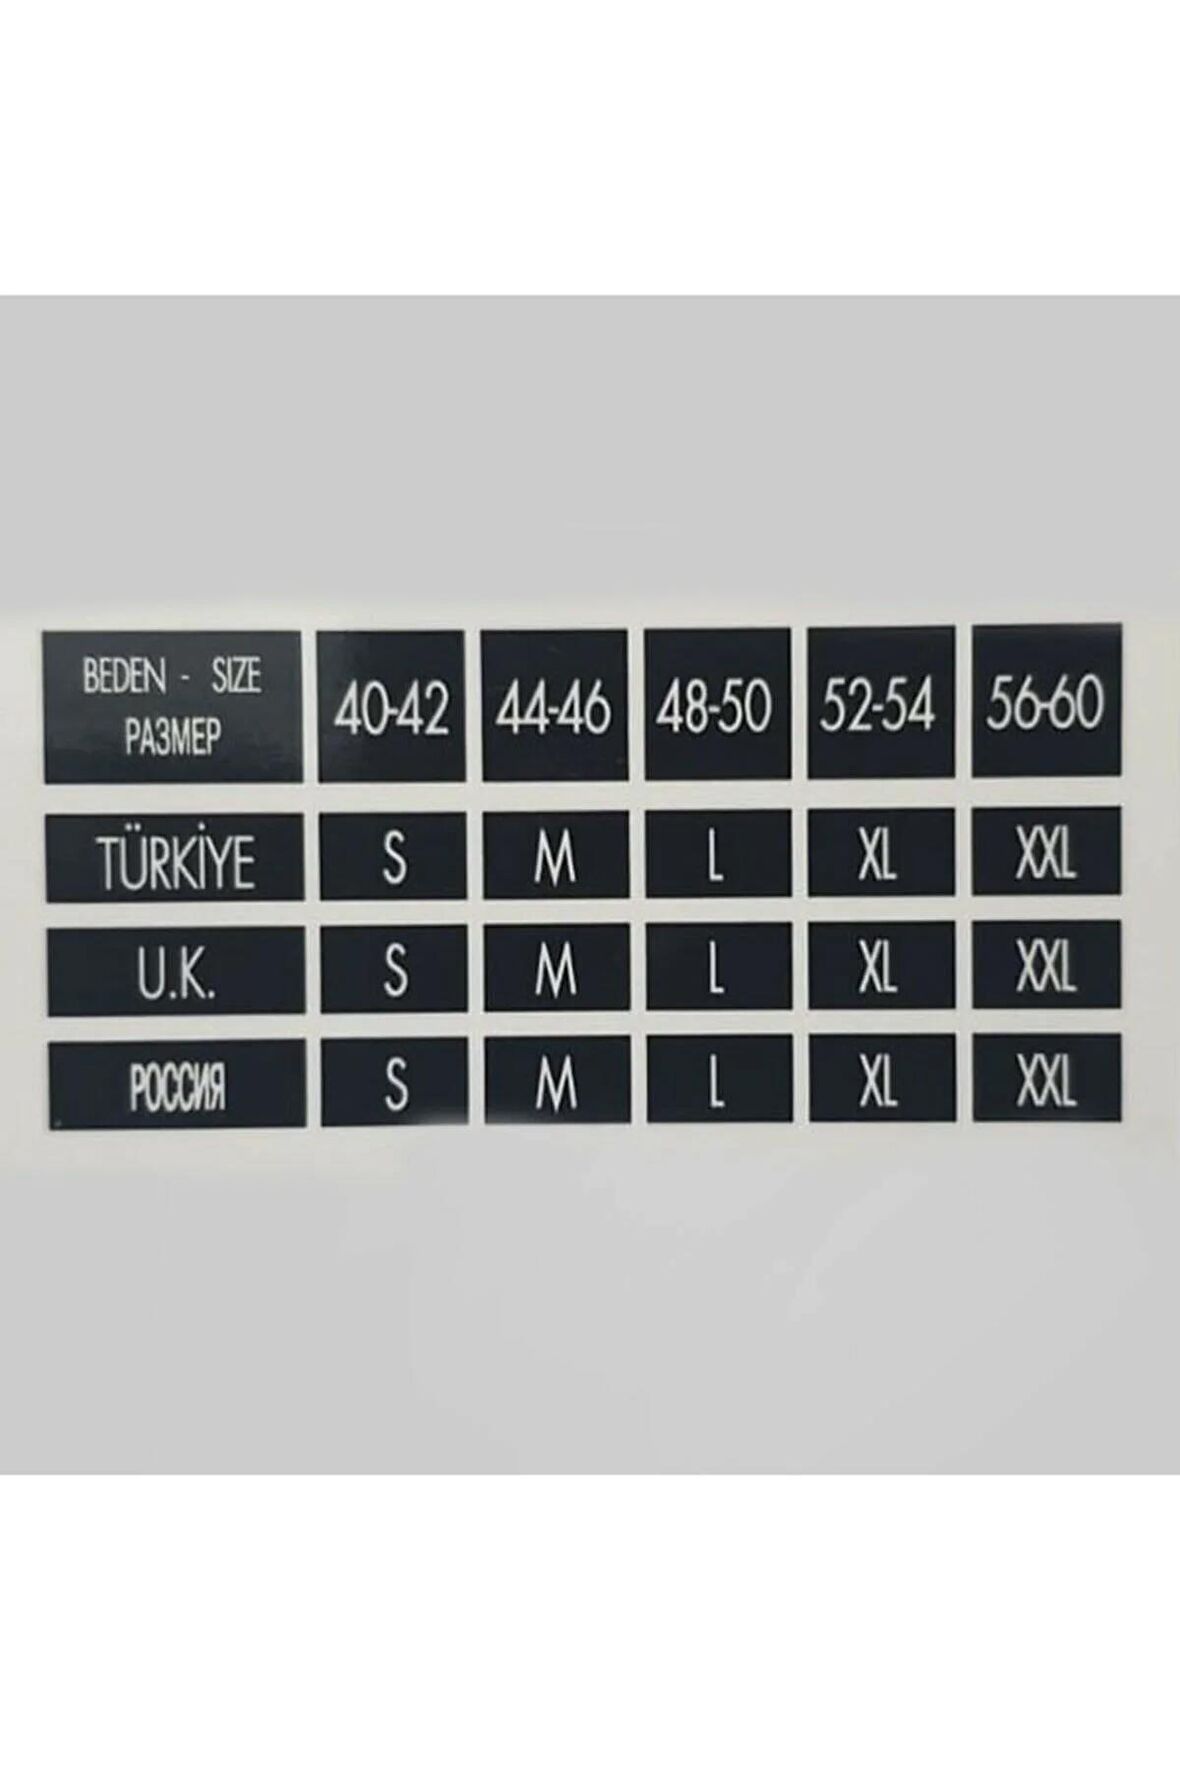 BEDEN - SIZE
РАЗМЕР
40-42 44-46 48-50 52-54 56-60
TÜRKİYE S M L XL XXL
U.K. S M L XL XXL
РОССИЯ S M L XL XXL